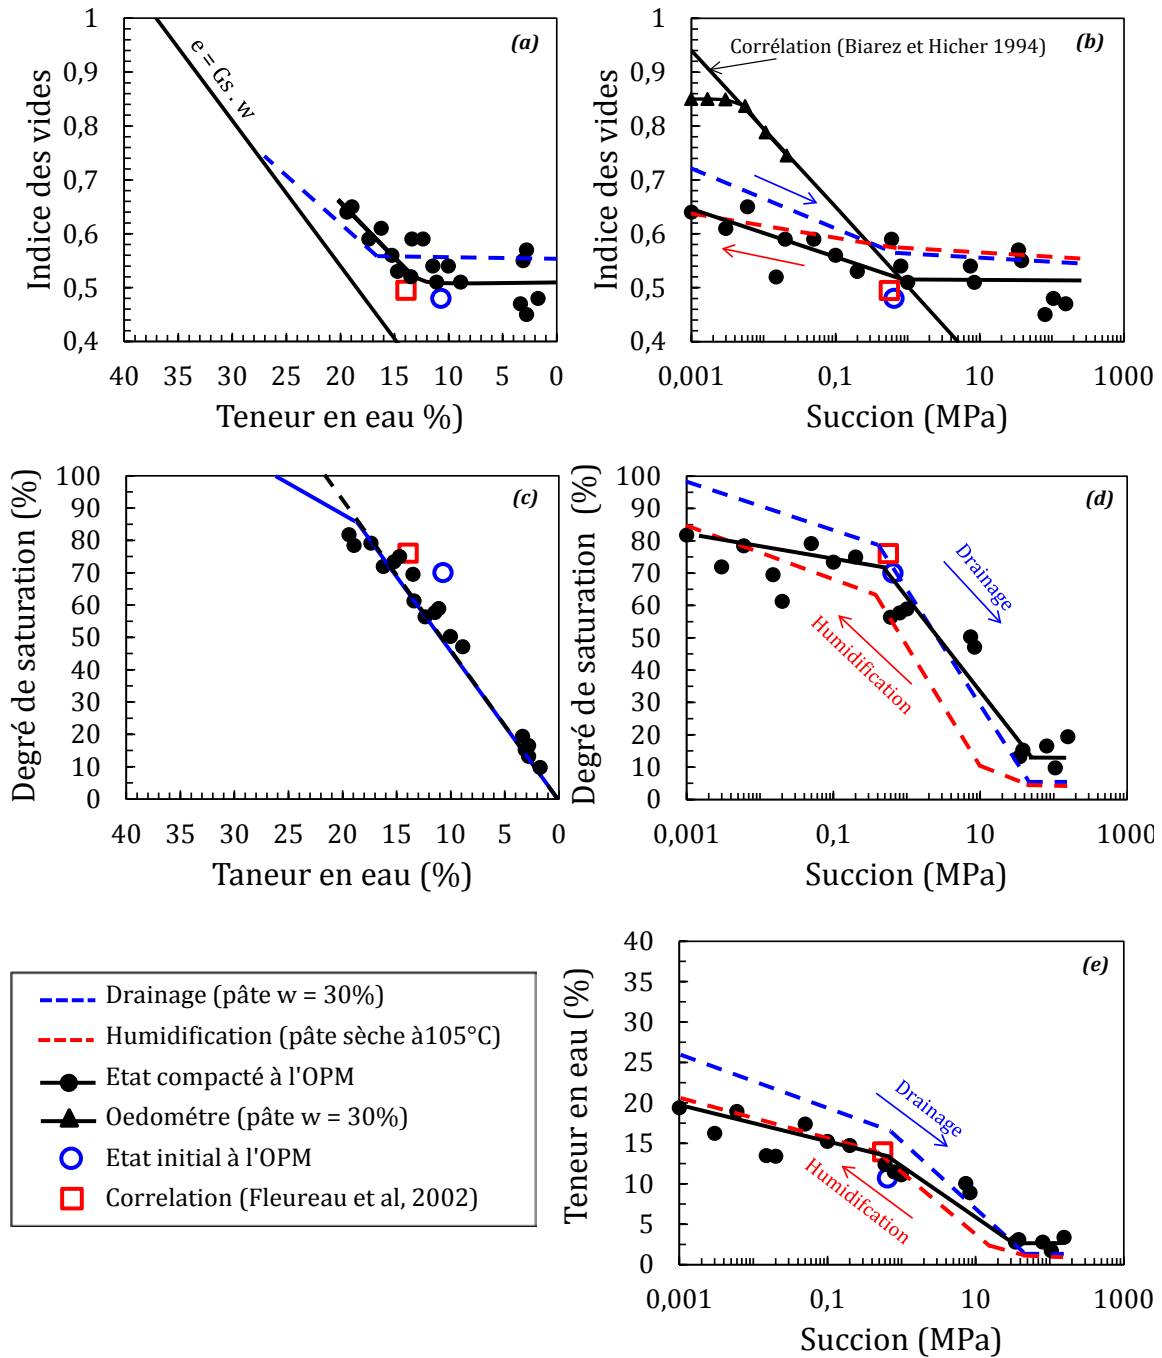 1
0,9
0,8
0,7
0,6
0,5
0,4
Indice des vides
e = Gs . w
(a)
40 35 30 25 20 15 10 5 0
Teneur en eau %)
1
0,9
0,8
0,7
0,6
0,5
0,4
Indice des vides
Corrélation (Biarez et Hicher 1994)
(b)
0,001 0,1 10 1000
Succion (MPa)
100
90
80
70
60
50
40
30
20
10
0
Degré de saturation (%)
(c)
40 35 30 25 20 15 10 5 0
Taneur en eau (%)
100
90
80
70
60
50
40
30
20
10
0
Degré de saturation (%)
(d)
Drainage
Humidification
0,001 0,1 10 1000
Succion (MPa)
Drainage (pâte w = 30%)
Humidification (pâte sèche à105°C)
Etat compacté à l'OPM
Oedométre (pâte w = 30%)
Etat initial à l'OPM
Correlation (Fleureau et al, 2002)
40
35
30
25
20
15
10
5
0
Teneur en eau (%)
(e)
Drainage
Humidifcation
0,001 0,1 10 1000
Succion (MPa)